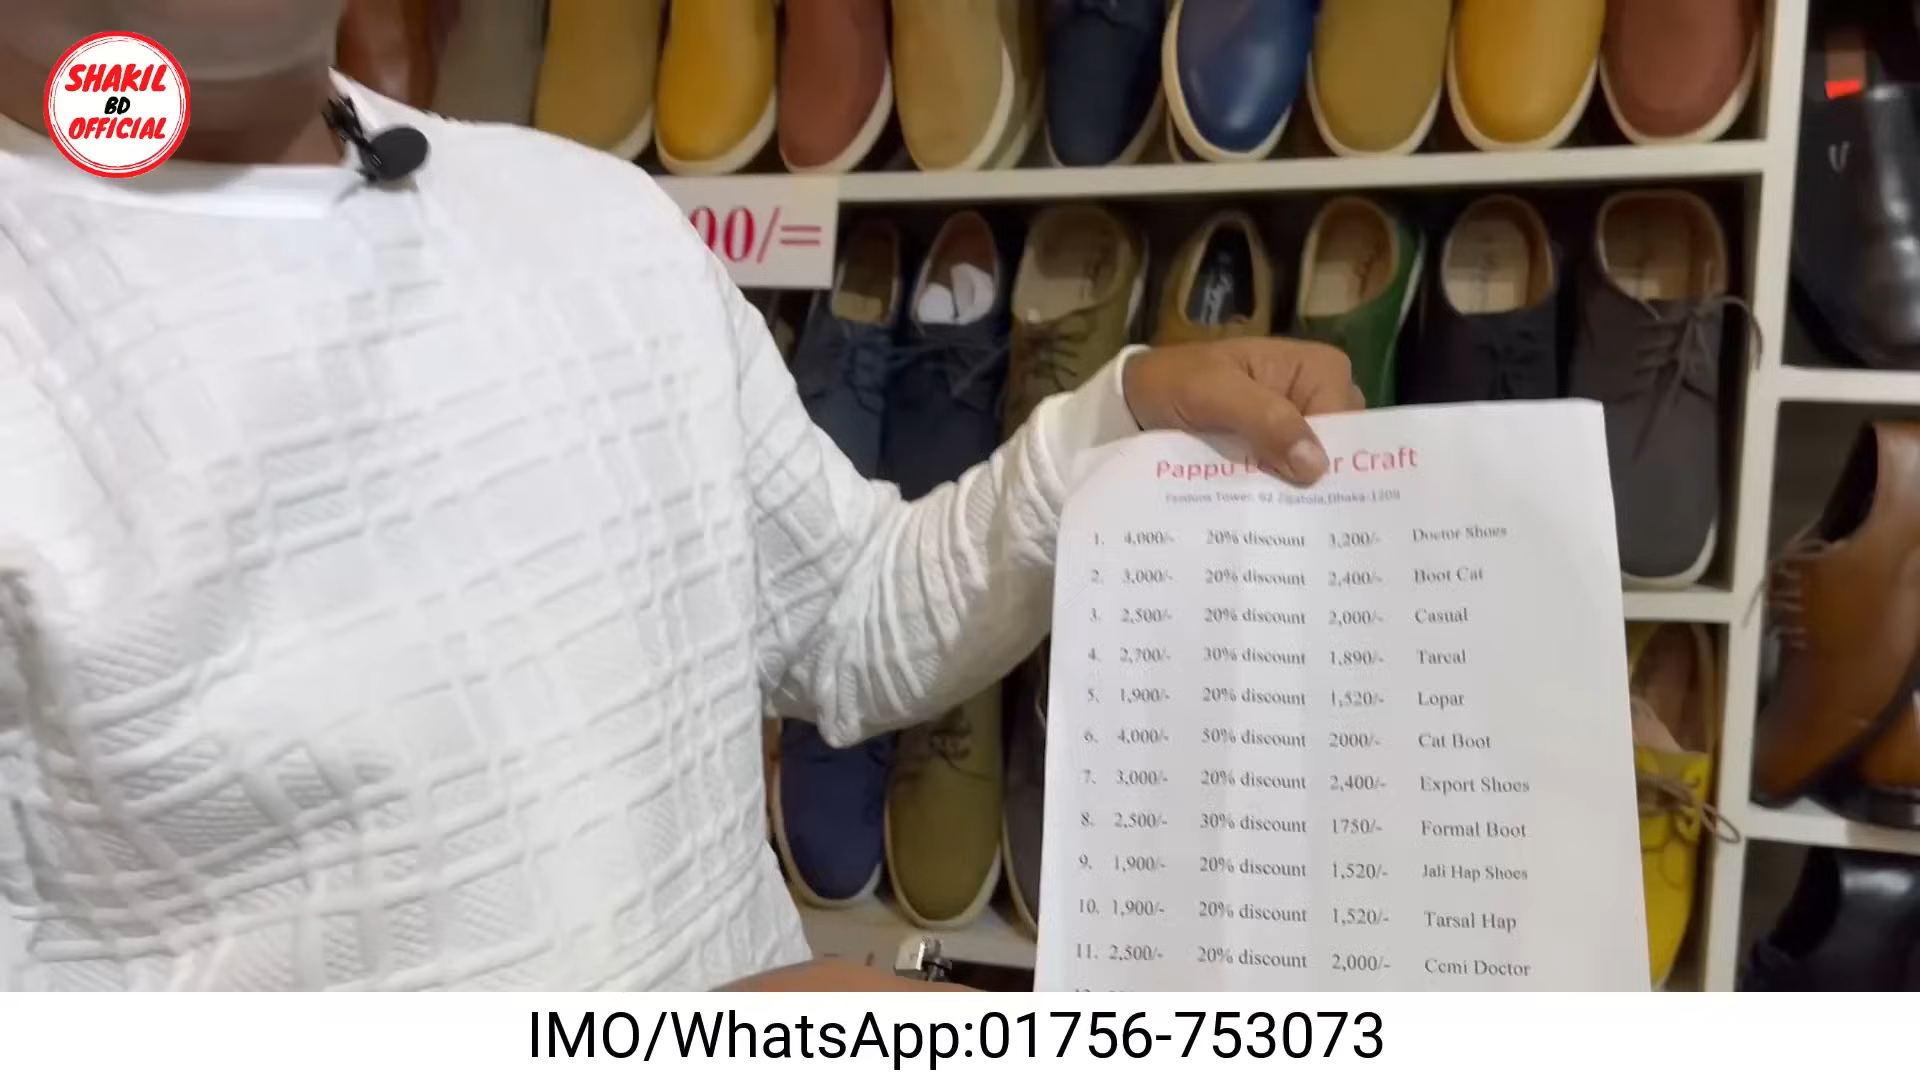 SHAKIL
BD
OFFICIAL
00/=
Pappu r Craft
Tower, 92 Zigatola,Dhaka-1209
1. 4,000/- 20% discount 3,200/- Doctor Shoes
2. 3,000/- 20% discount 2,400/- Boot Cat
3. 2,500/- 20% discount 2,000/- Casual
4. 2,700/- 30% discount 1,890/- Tarcal
5. 1,900/- 20% discount 1,520/- Lopar
6. 4,000/- 50% discount 2000/- Cat Boot
7. 3,000/- 20% discount 2,400/- Export Shoes
8. 2,500/- 30% discount 1750/- Formal Boot
9. 1,900/- 20% discount 1,520/- Jali Hap Shoes
10. 1,900/- 20% discount 1,520/- Tarsal Hap
11. 2,500/- 20% discount 2,000/- Cemi Doctor
IMO/WhatsApp:01756-753073